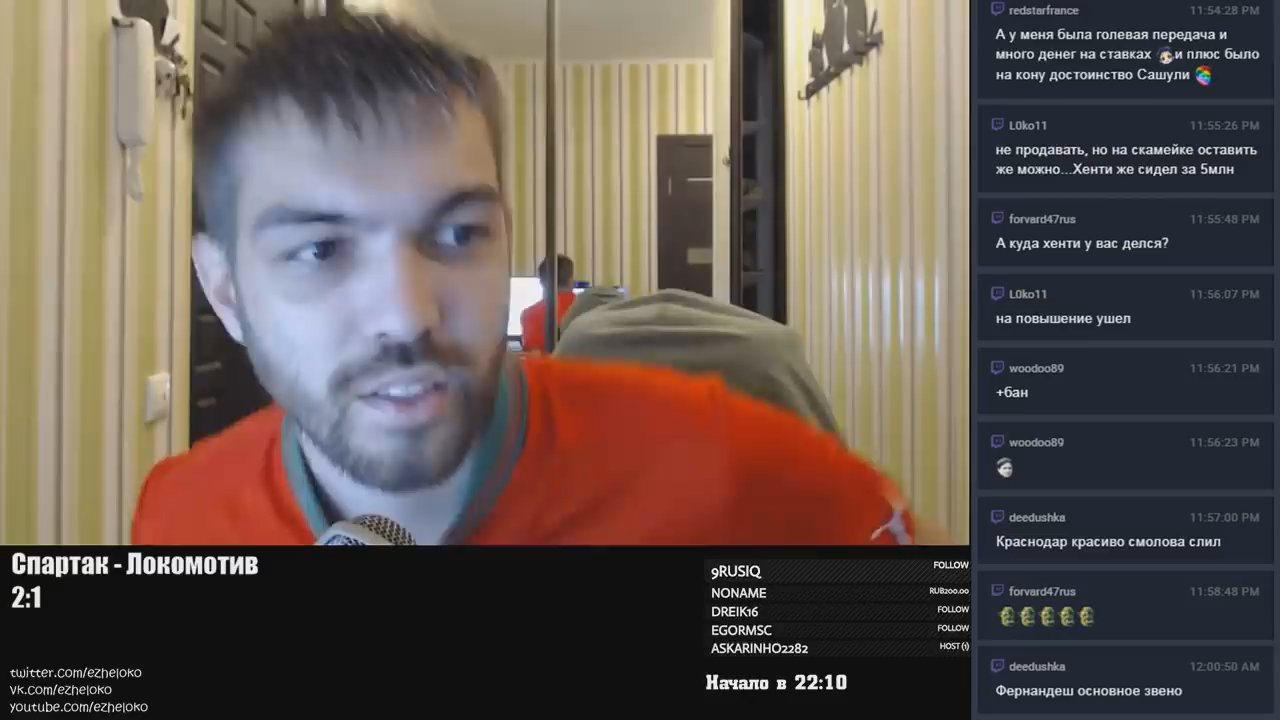 Спартак - Локомотив
2:1
twitter.com/ezheloko
vk.com/ezheloko
youtube.com/ezheloko
9RUSIQ FOLLOW
NONAME RUB200.00
DREIK16 FOLLOW
EGORMSC FOLLOW
ASKARINHO2282 HOST (1)
Начало в 22:10
redstarfrance 11:54:28 PM
А у меня была голевая передача и
много денег на ставках и плюс было
на кону достоинство Сашули
L0ko11 11:55:26 PM
не продавать, но на скамейке оставить
же можно...Хенти же сидел за 5млн
forvard47rus 11:55:48 PM
А куда хенти у вас делся?
L0ko11 11:56:07 PM
на повышение ушел
woodoo89 11:56:21 PM
+бан
woodoo89 11:56:23 PM
deedushka 11:57:00 PM
Краснодар красиво смолова слил
forvard47rus 11:58:48 PM
deedushka 12:00:50 AM
Фернандеш основное звено